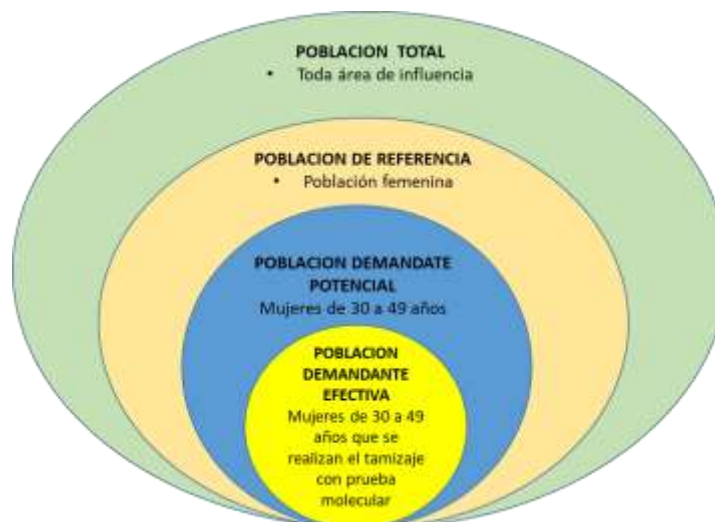 POBLACION TOTAL
• Toda área de influencia
POBLACION DE REFERENCIA
• Población femenina
POBLACION DEMANDATE
POTENCIAL
Mujeres de 30 a 49 años
POBLACION
DEMANDANTE
EFECTIVA
Mujeres de 30 a 49
años que se
realizan el tamizaje
con prueba
molecular